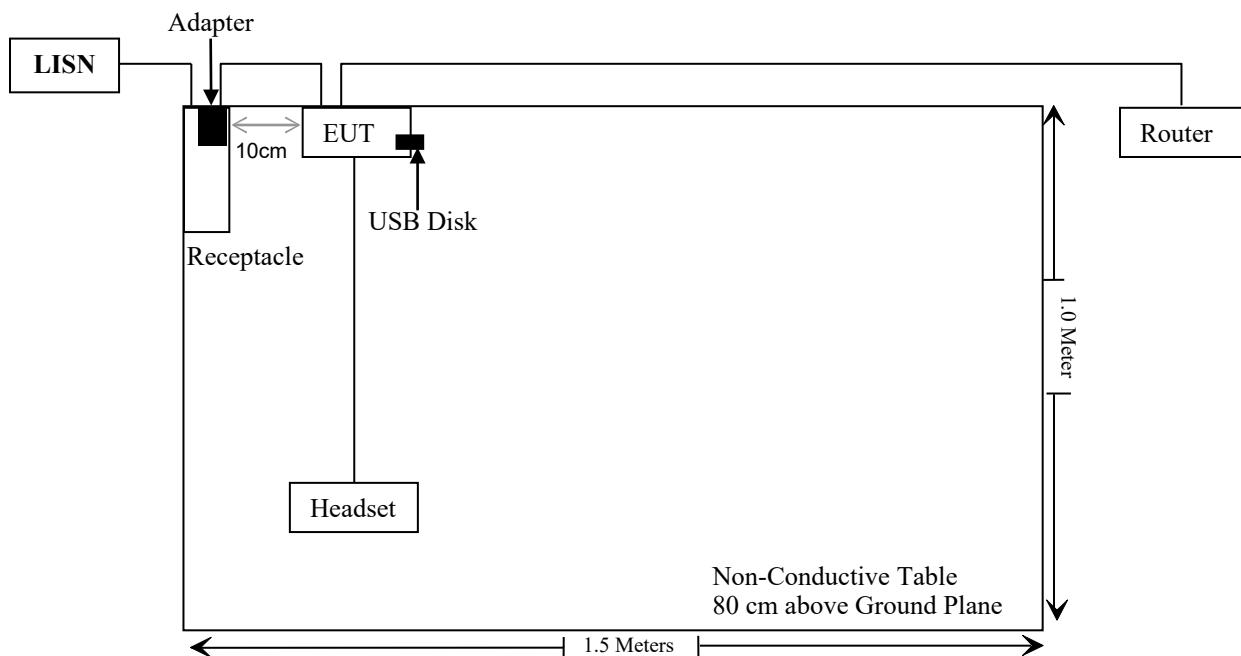 Adapter
LISN
EUT
Router
10cm
USB Disk
Receptacle
1.0 Meter
Headset
Non-Conductive Table
80 cm above Ground Plane
1.5 Meters